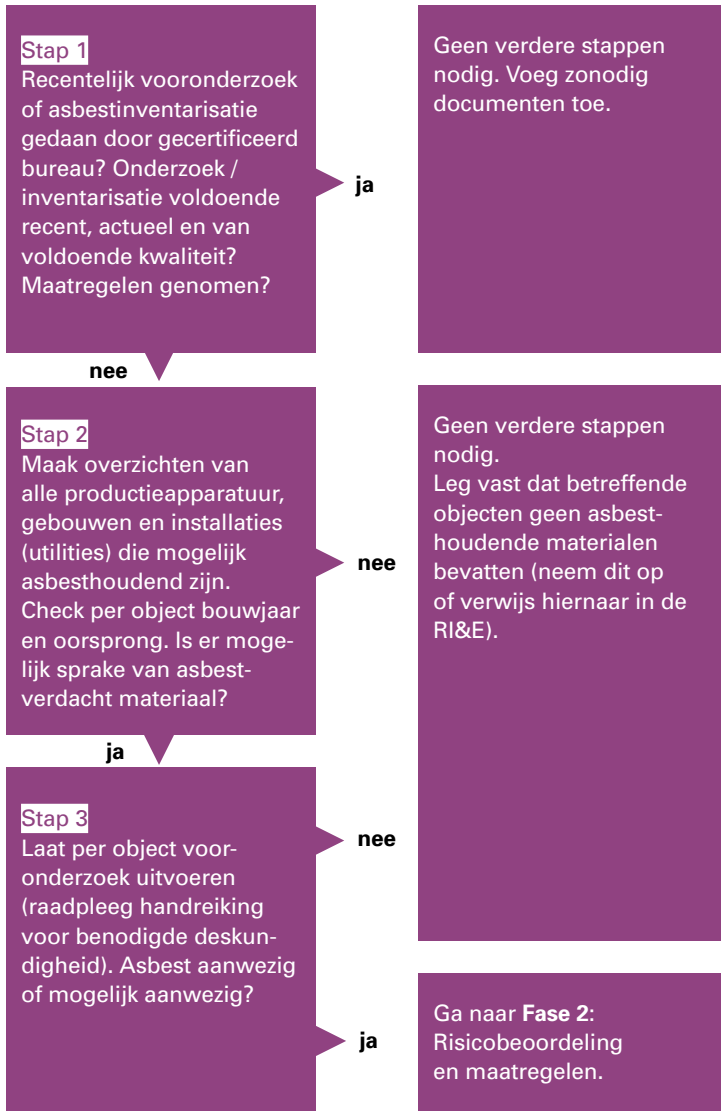 Stap 1
Recentelijk vooronderzoek
of asbestinventarisatie
gedaan door gecertificeerd
bureau? Onderzoek /
inventarisatie voldoende
recent, actueel en van
voldoende kwaliteit?
Maatregelen genomen?
ja
Geen verdere stappen
nodig. Voeg zonodig
documenten toe.
nee
Stap 2
Maak overzichten van
alle productieapparatuur,
gebouwen en installaties
(utilities) die mogelijk
asbesthoudend zijn.
Check per object bouwjaar
en oorsprong. Is er moge-
lijk sprake van asbest-
verdacht materiaal?
nee
Geen verdere stappen
nodig.
Leg vast dat betreffende
objecten geen asbest-
houdende materialen
bevatten (neem dit op
of verwijs hiernaar in de
RI&E).
ja
Stap 3
Laat per object voor-
onderzoek uitvoeren
(raadpleeg handreiking
voor benodigde deskun-
digheid). Asbest aanwezig
of mogelijk aanwezig?
nee
ja
Ga naar Fase 2:
Risicobeoordeling
en maatregelen.